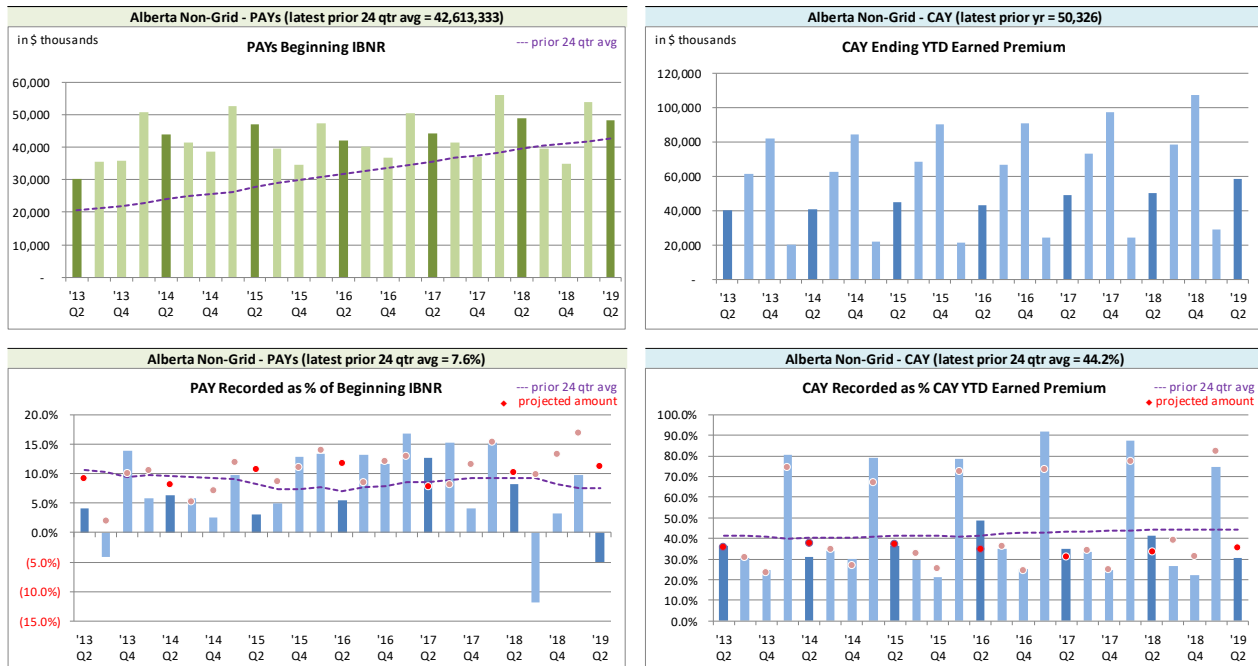 Alberta Non-Grid - PAYs (latest prior 24 qtr avg = 42,613,333)
in $ thousands
PAYs Beginning IBNR
--- prior 24 qtr avg
60,000
50,000
40,000
30,000
20,000
10,000
-
'13 '13 '14 '14 '15 '15 '16 '16 '17 '17 '18 '18 '19
Q2 Q4 Q2 Q4 Q2 Q4 Q2 Q4 Q2 Q4 Q2 Q4 Q2
Alberta Non-Grid - CAY (latest prior yr = 50,326)
in $ thousands
CAY Ending YTD Earned Premium
120,000
100,000
80,000
60,000
40,000
20,000
-
'13 '13 '14 '14 '15 '15 '16 '16 '17 '17 '18 '18 '19
Q2 Q4 Q2 Q4 Q2 Q4 Q2 Q4 Q2 Q4 Q2 Q4 Q2
Alberta Non-Grid - PAYs (latest prior 24 qtr avg = 7.6%)
PAY Recorded as % of Beginning IBNR
--- prior 24 qtr avg
projected amount
20.0%
15.0%
10.0%
5.0%
0.0%
(5.0%)
(10.0%)
(15.0%)
'13 '13 '14 '14 '15 '15 '16 '16 '17 '17 '18 '18 '19
Q2 Q4 Q2 Q4 Q2 Q4 Q2 Q4 Q2 Q4 Q2 Q4 Q2
Alberta Non-Grid - CAY (latest prior 24 qtr avg = 44.2%)
CAY Recorded as % CAY YTD Earned Premium
--- prior 24 qtr avg
projected amount
100.0%
90.0%
80.0%
70.0%
60.0%
50.0%
40.0%
30.0%
20.0%
10.0%
0.0%
'13 '13 '14 '14 '15 '15 '16 '16 '17 '17 '18 '18 '19
Q2 Q4 Q2 Q4 Q2 Q4 Q2 Q4 Q2 Q4 Q2 Q4 Q2